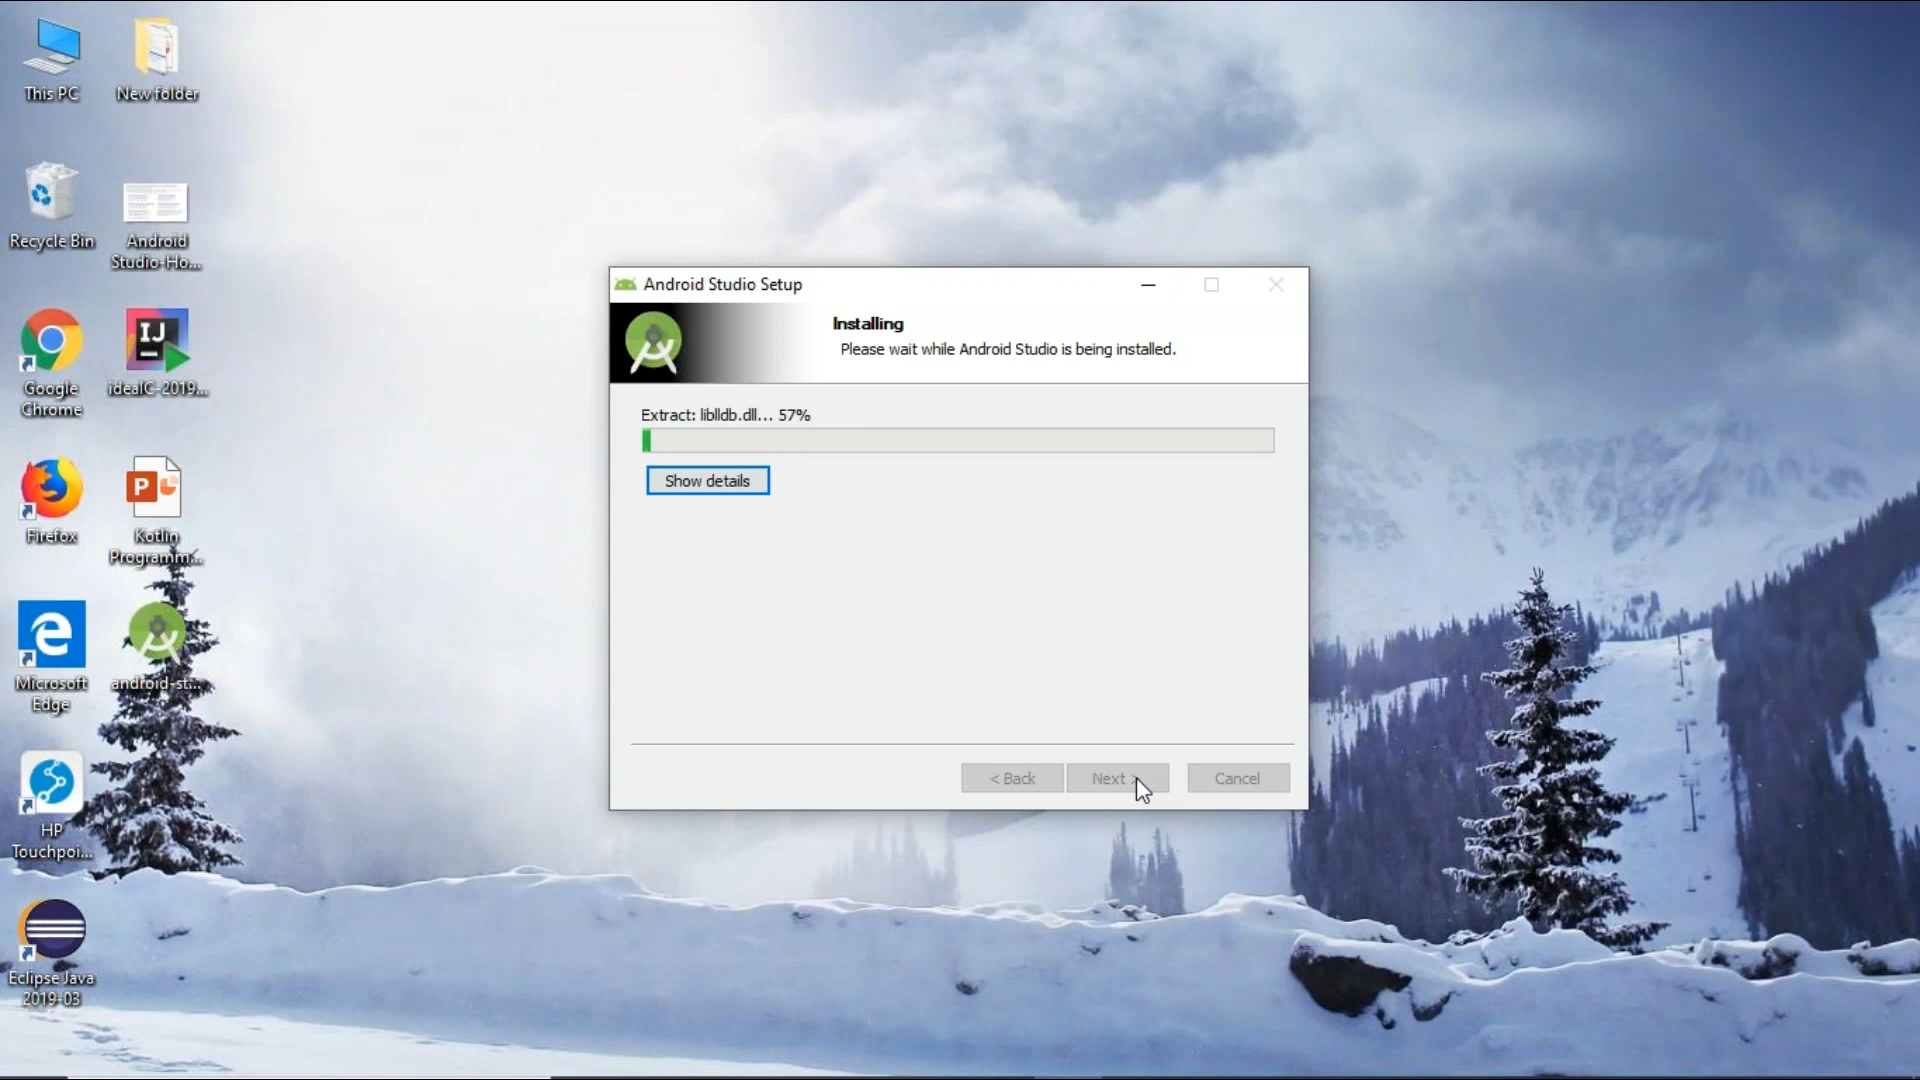 This PC
New folder
Recycle Bin
Android
Studio-Ho...
Google
Chrome
IJ
ideaIC-2019...
Firefox
P
Kotlin
Programm...
Microsoft
Edge
android-st...
HP
Touchpoi...
Eclipse Java
2019-03
Android Studio Setup
Installing
Please wait while Android Studio is being installed.
Extract: liblldb.dll... 57%
Show details
< Back
Next >
Cancel